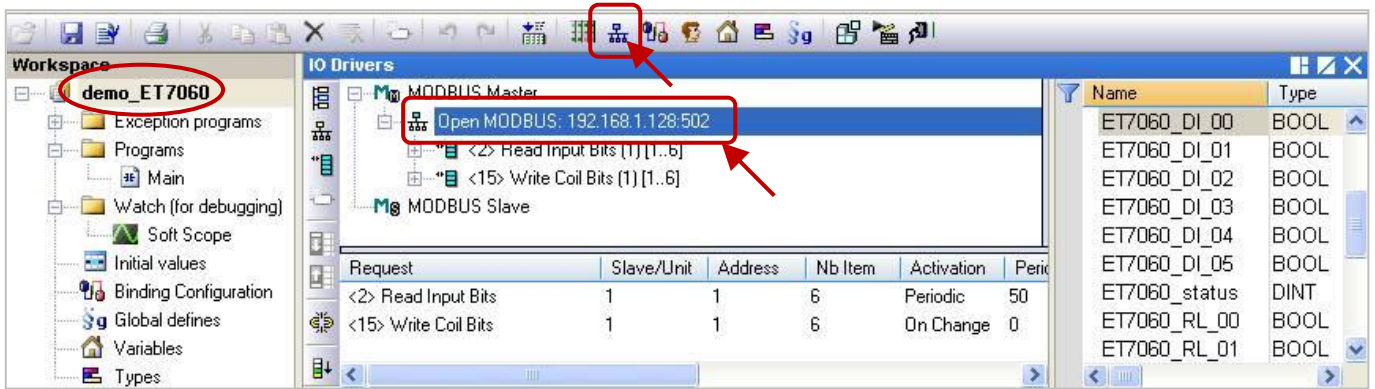 Workspace
demo_ET7060
Exception programs
Programs
Main
Watch (for debugging)
Soft Scope
Initial values
Binding Configuration
Global defines
Variables
Types
IO Drivers
MODBUS Master
Open MODBUS: 192.168.1.128:502
<2> Read Input Bits (1) [1..6]
<15> Write Coil Bits (1) [1..6]
MODBUS Slave
Request Slave/Unit Address Nb Item Activation
<2> Read Input Bits 1 1 6 Periodic 50
<15> Write Coil Bits 1 1 6 On Change 0
Name Type
ET7060_DI_00 BOOL
ET7060_DI_01 BOOL
ET7060_DI_02 BOOL
ET7060_DI_03 BOOL
ET7060_DI_04 BOOL
ET7060_DI_05 BOOL
ET7060_status DINT
ET7060_RL_00 BOOL
ET7060_RL_01 BOOL